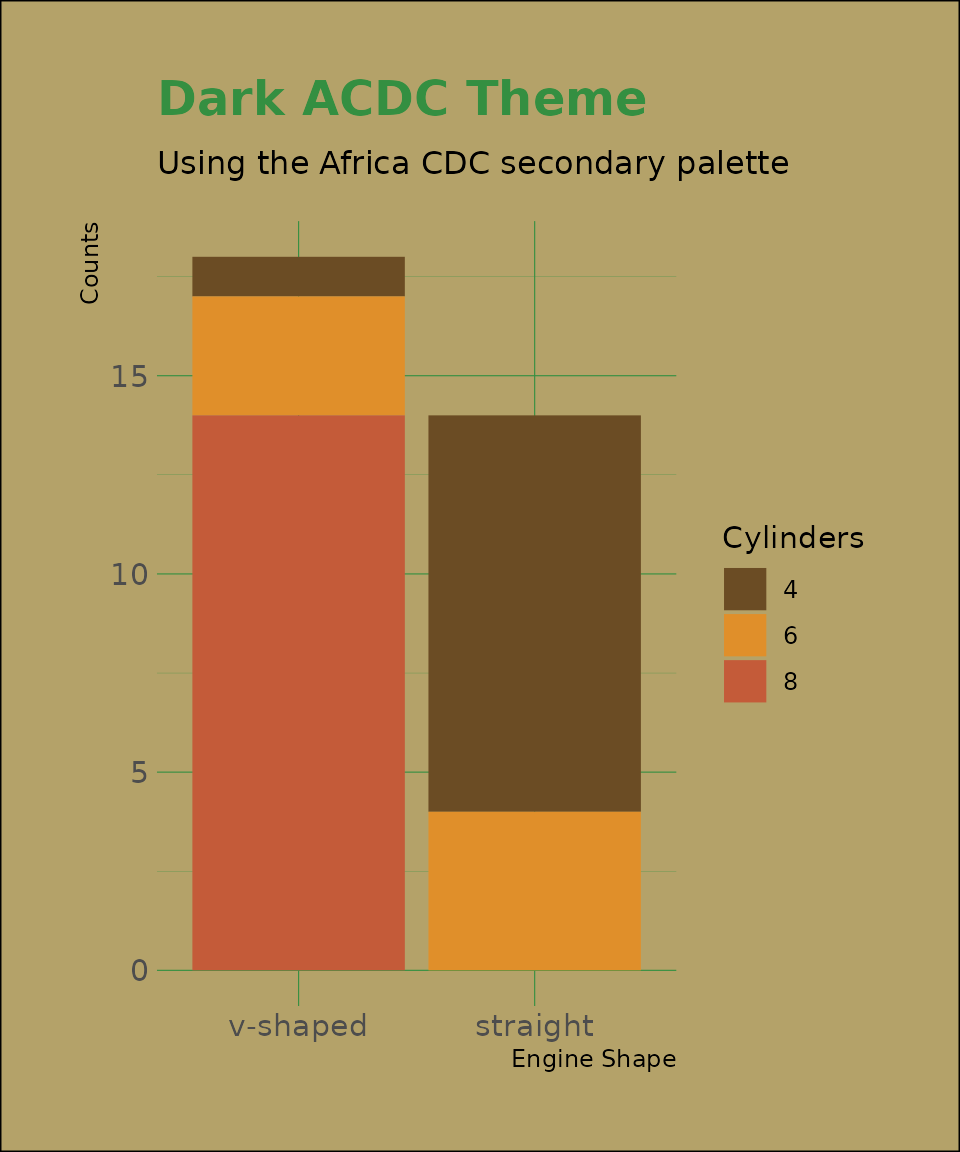 Dark ACDC Theme
Using the Africa CDC secondary palette
Counts
15
10
5
0
v-shaped straight
Engine Shape
Cylinders
4
6
8